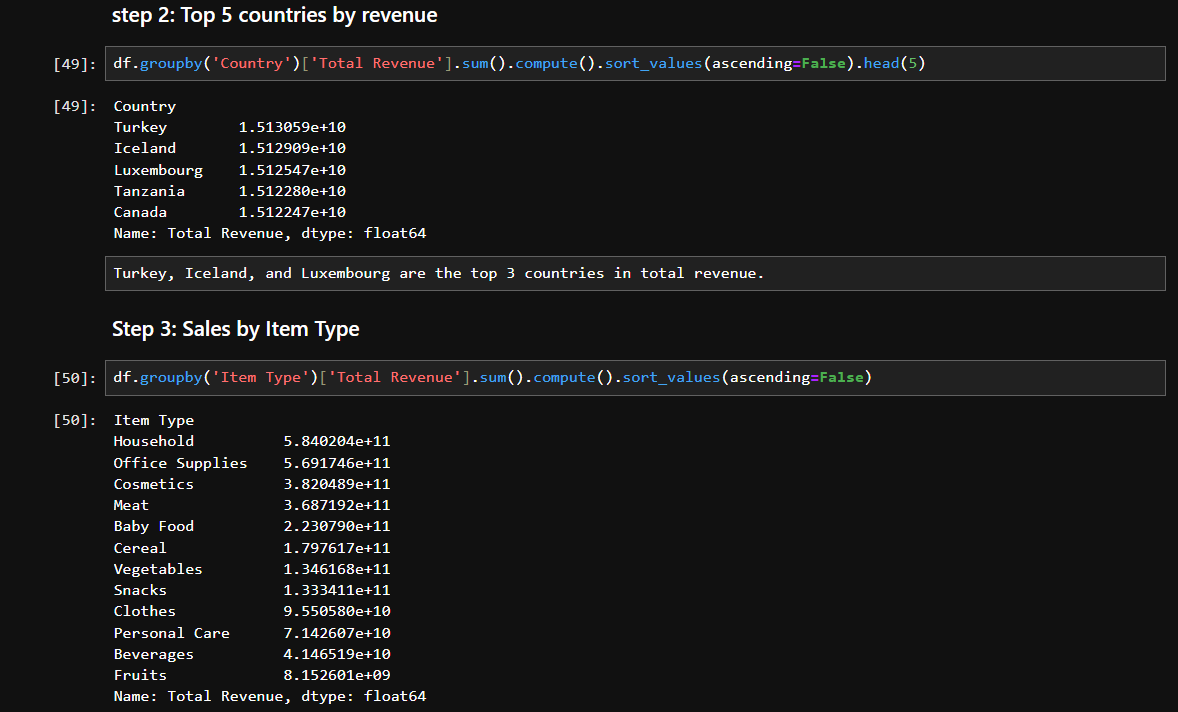 step 2: Top 5 countries by revenue
[49]: df.groupby('Country')['Total Revenue'].sum().compute().sort_values(ascending=False).head(5)
[49]: Country
Turkey 1.513059e+10
Iceland 1.512909e+10
Luxembourg 1.512547e+10
Tanzania 1.512280e+10
Canada 1.512247e+10
Name: Total Revenue, dtype: float64
Turkey, Iceland, and Luxembourg are the top 3 countries in total revenue.
Step 3: Sales by Item Type
[50]: df.groupby('Item Type')['Total Revenue'].sum().compute().sort_values(ascending=False)
[50]: Item Type
Household 5.840204e+11
Office Supplies 5.691746e+11
Cosmetics 3.820489e+11
Meat 3.687192e+11
Baby Food 2.230790e+11
Cereal 1.797617e+11
Vegetables 1.346168e+11
Snacks 1.333411e+11
Clothes 9.550580e+10
Personal Care 7.142607e+10
Beverages 4.146519e+10
Fruits 8.152601e+09
Name: Total Revenue, dtype: float64